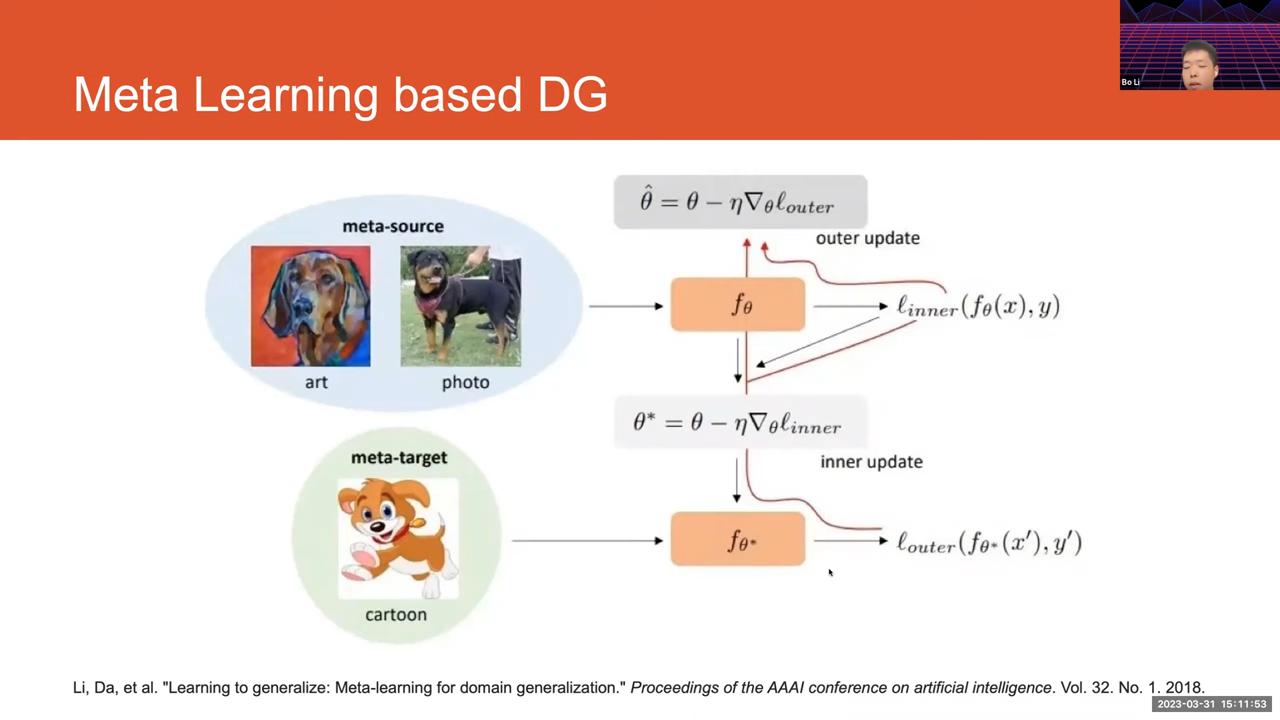 Meta Learning based DG
Bo Li
meta-source
art
photo
meta-target
cartoon
θ̂ = θ − η∇θℓouter
outer update
fθ
ℓinner(fθ(x), y)
θ* = θ − η∇θℓinner
inner update
fθ*
ℓouter(fθ*(x′), y′)
Li, Da, et al. "Learning to generalize: Meta-learning for domain generalization." Proceedings of the AAAI conference on artificial intelligence. Vol. 32. No. 1. 2018.
2023-03-31 15:11:53